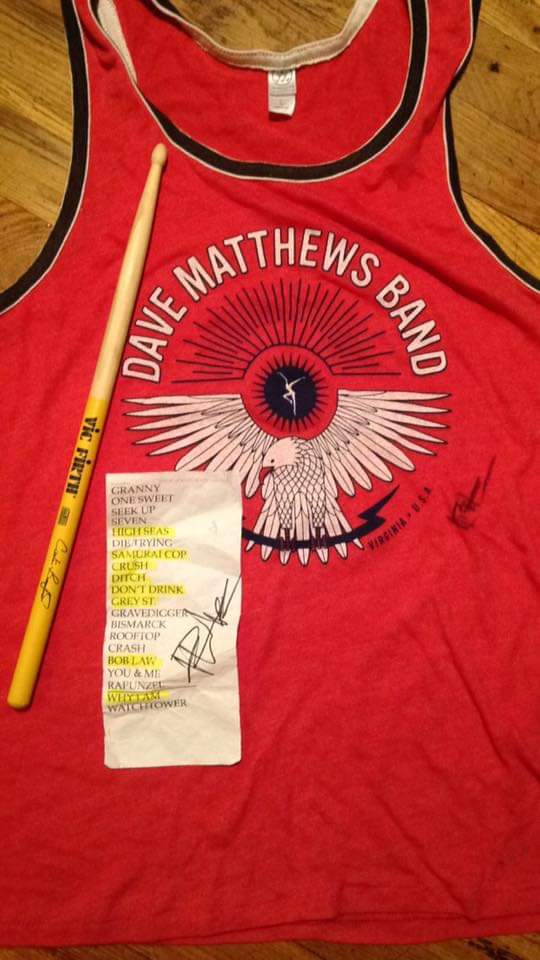 DAVE MATTHEWS BAND
VIRGINIA • U.S.A
VIC FIRTH
GRANNY
ONE SWEET
SEEK UP
SEVEN
HIGH SEAS
DIE TRYING
SAMURAI COP
CRUSH
DITCH
DON'T DRINK
GREY ST.
GRAVEDIGGER
BISMARCK
ROOFTOP
CRASH
BOB LAW
YOU & ME
RAPUNZEL
WHY I AM
WATCHTOWER